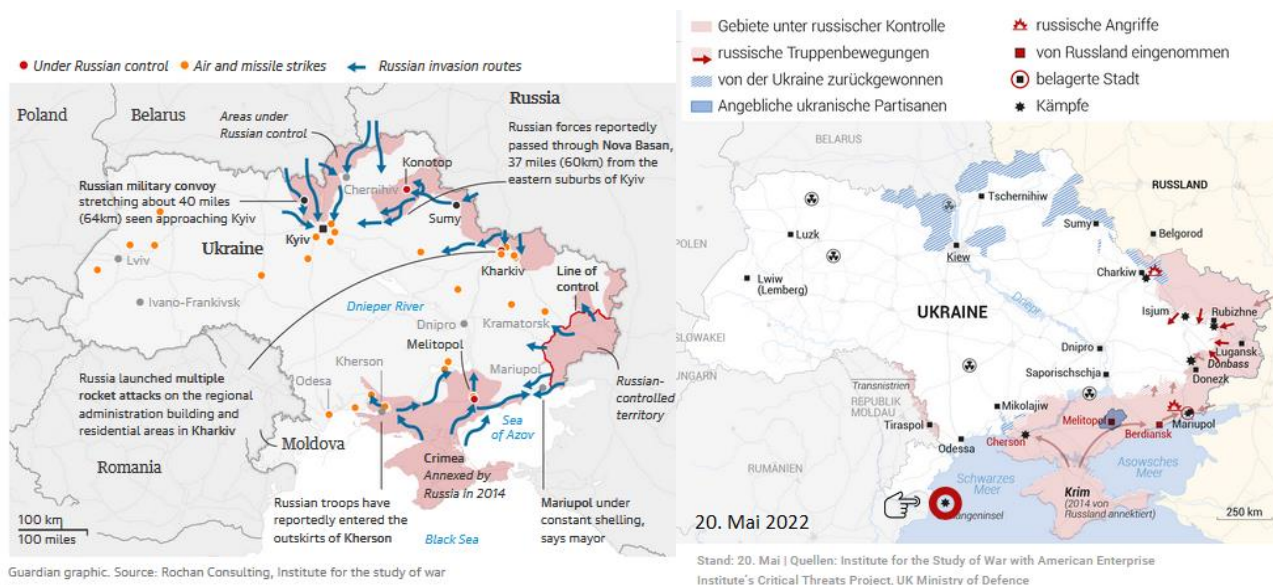 Under Russian control
Air and missile strikes
Russian invasion routes
Poland
Belarus
Areas under
Russian control
Russia
Russian forces reportedly
passed through Nova Basan,
37 miles (60km) from the
eastern suburbs of Kyiv
Konotop
Chernihiv
Russian military convoy
stretching about 40 miles
(64km) seen approaching Kyiv
Sumy
Ukraine
Kyiv
Lviv
Kharkiv
Line of
control
Ivano-Frankivsk
Dnieper River
Dnipro
Kramatorsk
Melitopol
Kherson
Mariupol
Odesa
Russia launched multiple
rocket attacks on the regional
administration building and
residential areas in Kharkiv
Russian-
controlled
territory
Moldova
Sea
of Azov
Romania
Crimea
Annexed by
Russia in 2014
Russian troops have
reportedly entered the
outskirts of Kherson
Mariupol under
constant shelling,
says mayor
100 km
100 miles
Black Sea
Guardian graphic. Source: Rochan Consulting, Institute for the study of war
Gebiete unter russischer Kontrolle
russische Truppenbewegungen
von der Ukraine zurückgewonnen
Angebliche ukranische Partisanen
russische Angriffe
von Russland eingenommen
belagerte Stadt
Kämpfe
BELARUS
RUSSLAND
Tschernihiw
Sumy
Belgorod
Luzk
POLEN
Kiew
Charkiw
Lwiw
(Lemberg)
UKRAINE
Dnipr
Isjum
Rubizhne
SLOWAKEI
Dnipro
Lugansk
Donbass
UNGARN
Saporischschja
Donezk
Transnistrien
REPUBLIK
MOLDAU
Mikolajiw
Melitopol
Tiraspol
Cherson
Berdiansk
Mariupol
Odessa
RUMÄNIEN
Schwarzes
Meer
Asowsches
Meer
Krim
(2014 von
Russland annektiert)
angeninsel
20. Mai 2022
250 km
Stand: 20. Mai | Quellen: Institute for the Study of War with American Enterprise
Institute's Critical Threats Project, UK Ministry of Defence